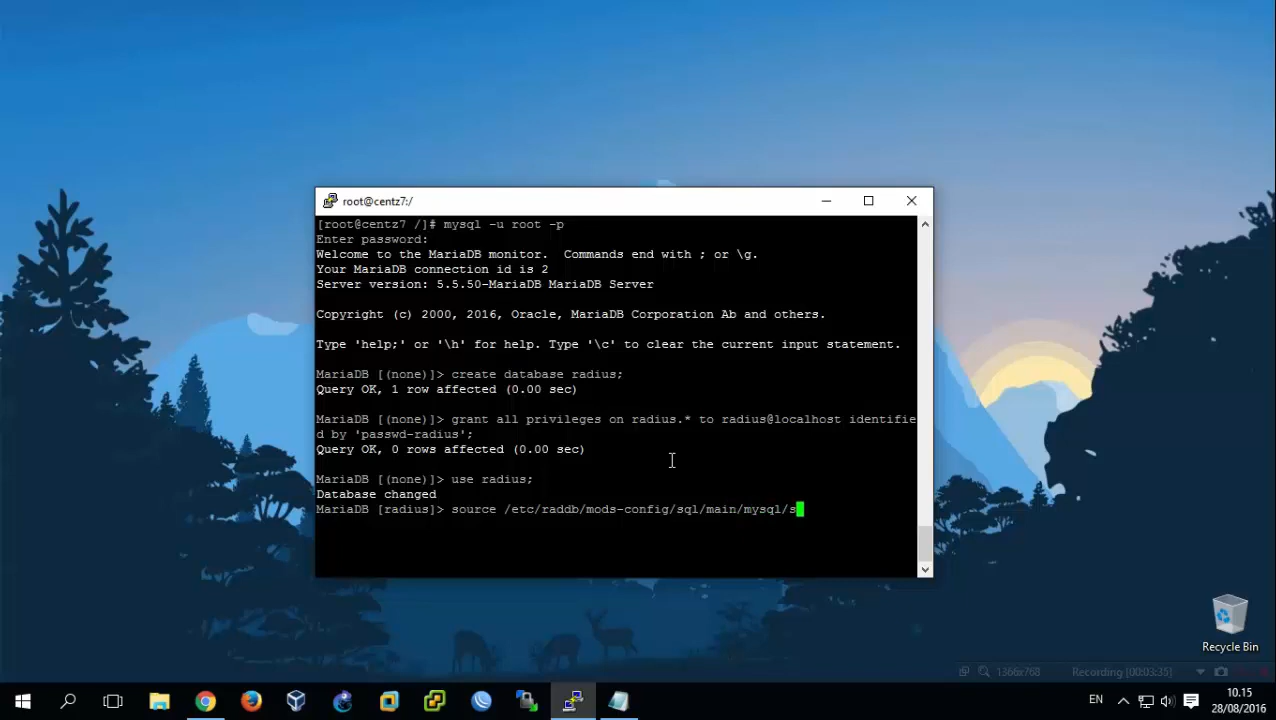 root@centz7:/
[root@centz7 /]# mysql -u root -p
Enter password:
Welcome to the MariaDB monitor.  Commands end with ; or \g.
Your MariaDB connection id is 2
Server version: 5.5.50-MariaDB MariaDB Server
Copyright (c) 2000, 2016, Oracle, MariaDB Corporation Ab and others.
Type 'help;' or '\h' for help. Type '\c' to clear the current input statement.
MariaDB [(none)]> create database radius;
Query OK, 1 row affected (0.00 sec)
MariaDB [(none)]> grant all privileges on radius.* to radius@localhost identifie
d by 'passwd-radius';
Query OK, 0 rows affected (0.00 sec)
MariaDB [(none)]> use radius;
Database changed
MariaDB [radius]> source /etc/raddb/mods-config/sql/main/mysql/s
Recycle Bin
1366x768 Recording [00:03:35]
EN
10.15
28/08/2016